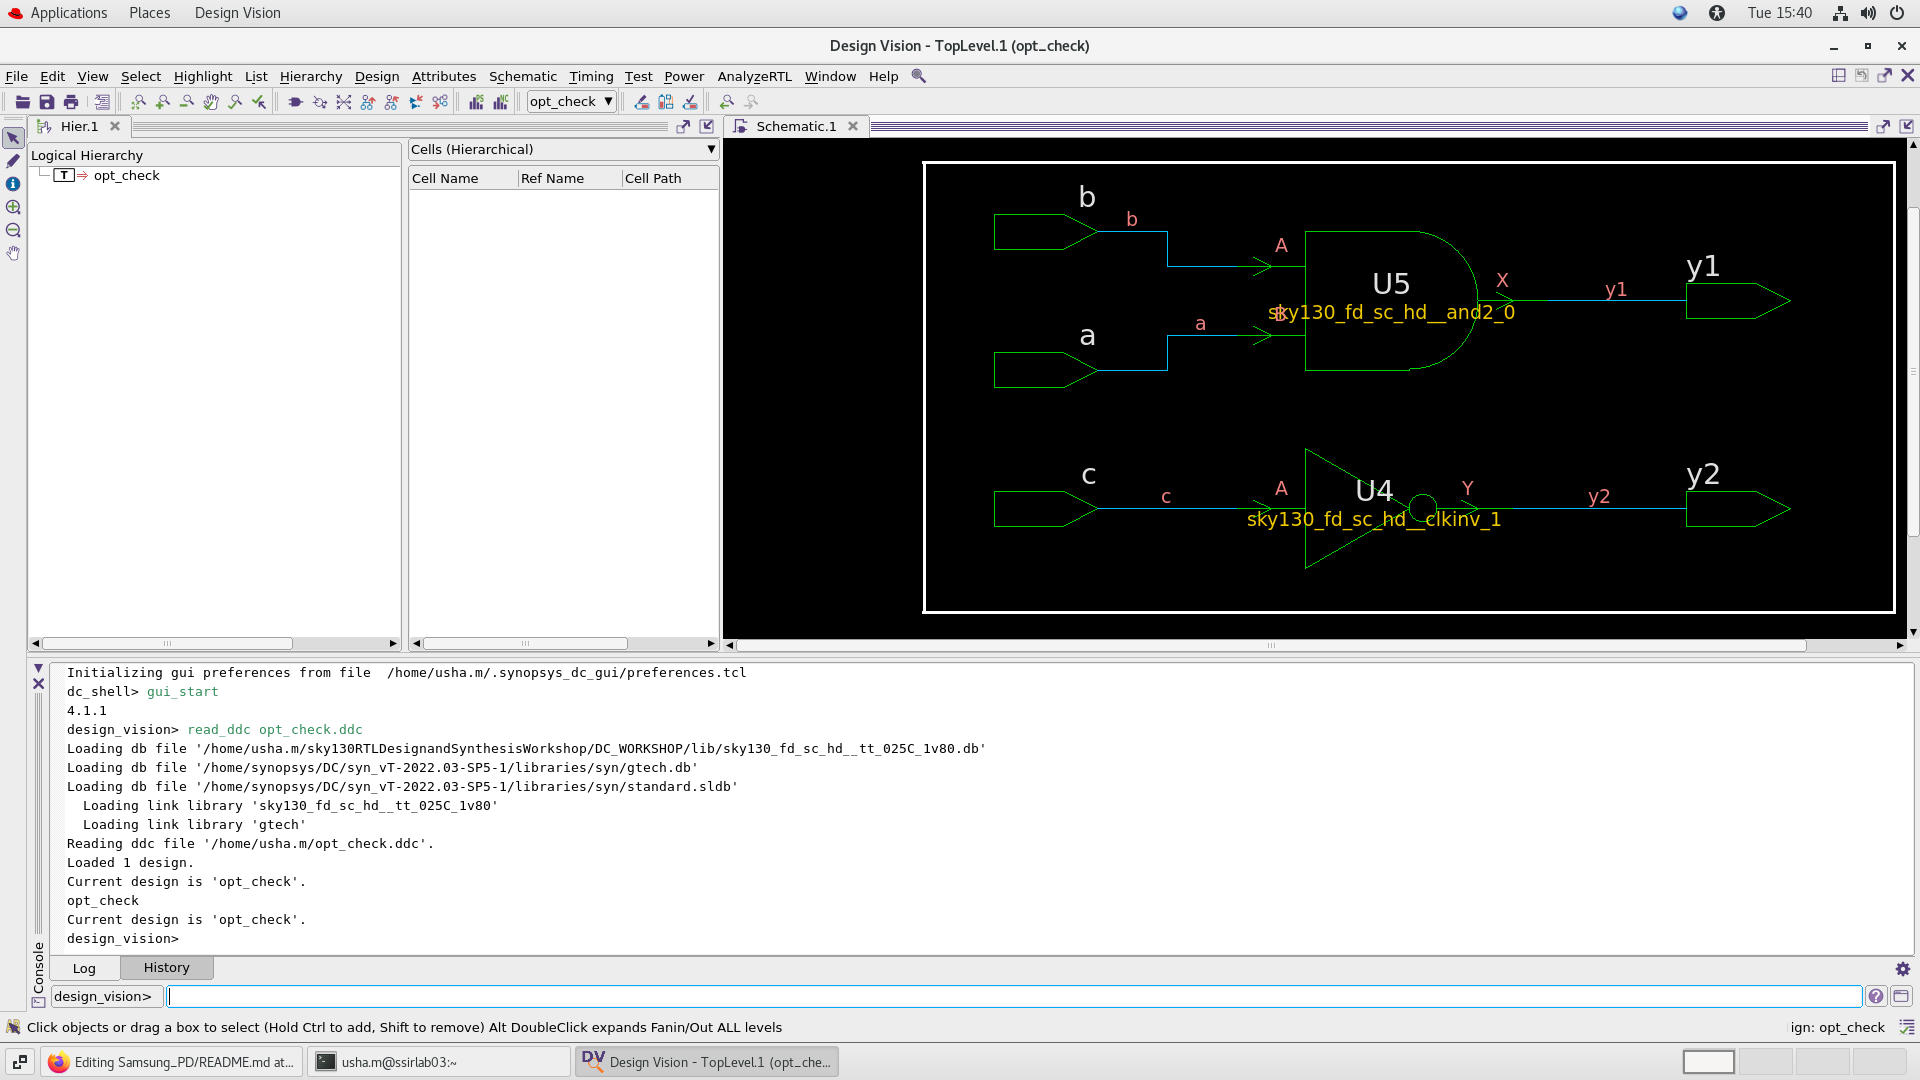 Applications Places Design Vision Tue 15:40
Design Vision - TopLevel.1 (opt_check)
File Edit View Select Highlight List Hierarchy Design Attributes Schematic Timing Test Power AnalyzeRTL Window Help
opt_check
Hier.1
Schematic.1
Logical Hierarchy
T opt_check
Cells (Hierarchical)
Cell Name Ref Name Cell Path
b
b
A
U5
X
y1
y1
sky130_fd_sc_hd__and2_0
B
a
a
c
c
A
U4
Y
y2
y2
sky130_fd_sc_hd__clkinv_1
Initializing gui preferences from file  /home/usha.m/.synopsys_dc_gui/preferences.tcl
dc_shell> gui_start
4.1.1
design_vision> read_ddc opt_check.ddc
Loading db file '/home/usha.m/sky130RTLDesignandSynthesisWorkshop/DC_WORKSHOP/lib/sky130_fd_sc_hd__tt_025C_1v80.db'
Loading db file '/home/synopsys/DC/syn_vT-2022.03-SP5-1/libraries/syn/gtech.db'
Loading db file '/home/synopsys/DC/syn_vT-2022.03-SP5-1/libraries/syn/standard.sldb'
  Loading link library 'sky130_fd_sc_hd__tt_025C_1v80'
  Loading link library 'gtech'
Reading ddc file '/home/usha.m/opt_check.ddc'.
Loaded 1 design.
Current design is 'opt_check'.
opt_check
Current design is 'opt_check'.
design_vision>
Console
Log History
design_vision>
Click objects or drag a box to select (Hold Ctrl to add, Shift to remove) Alt DoubleClick expands Fanin/Out ALL levels
ign: opt_check
Editing Samsung_PD/README.md at...
usha.m@ssirlab03:~
DV Design Vision - TopLevel.1 (opt_che...